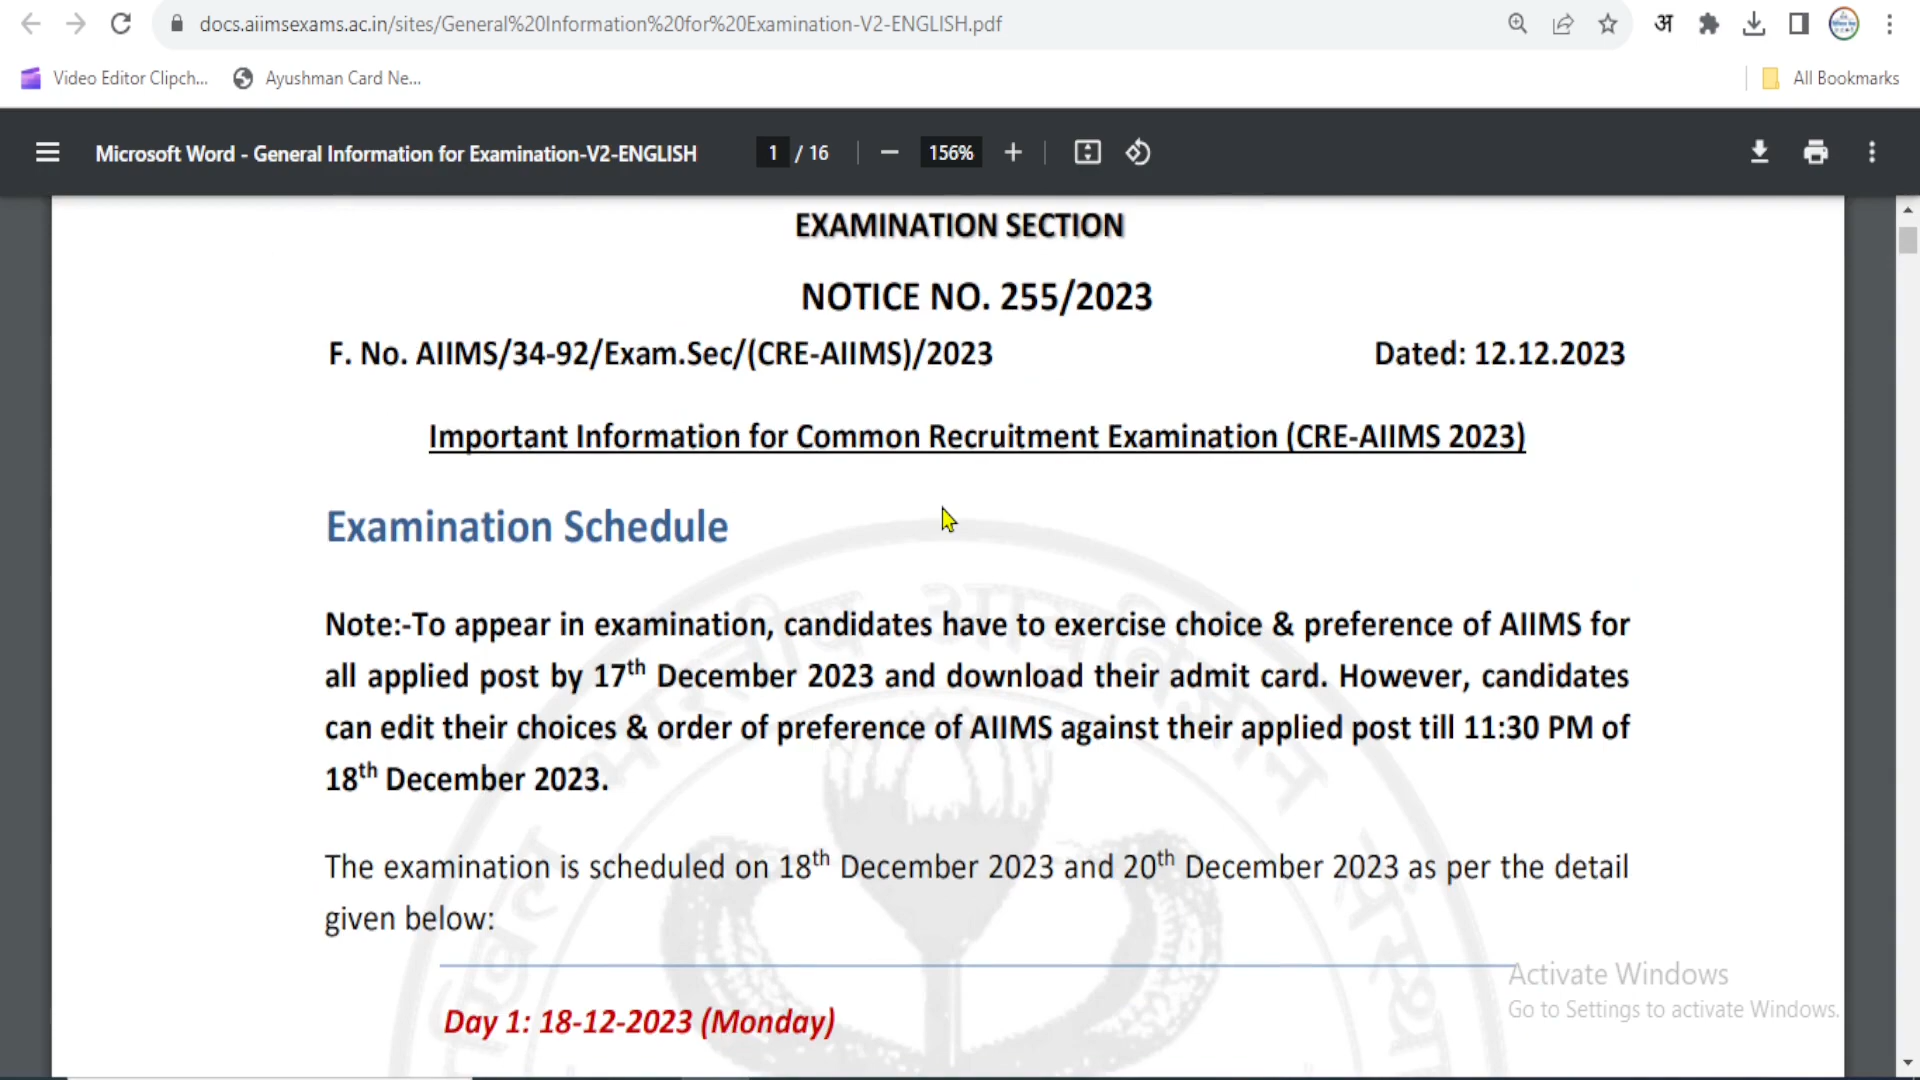 docs.aiimsexams.ac.in/sites/General%20Information%20for%20Examination-V2-ENGLISH.pdf
अ
Video Editor Clipch...
Ayushman Card Ne...
All Bookmarks
Microsoft Word - General Information for Examination-V2-ENGLISH
1 / 16
156%
EXAMINATION SECTION
NOTICE NO. 255/2023
F. No. AIIMS/34-92/Exam.Sec/(CRE-AIIMS)/2023
Dated: 12.12.2023
Important Information for Common Recruitment Examination (CRE-AIIMS 2023)
Examination Schedule
Note:-To appear in examination, candidates have to exercise choice & preference of AIIMS for
all applied post by 17th December 2023 and download their admit card. However, candidates
can edit their choices & order of preference of AIIMS against their applied post till 11:30 PM of
18th December 2023.
The examination is scheduled on 18th December 2023 and 20th December 2023 as per the detail
given below:
Activate Windows
Go to Settings to activate Windows.
Day 1: 18-12-2023 (Monday)